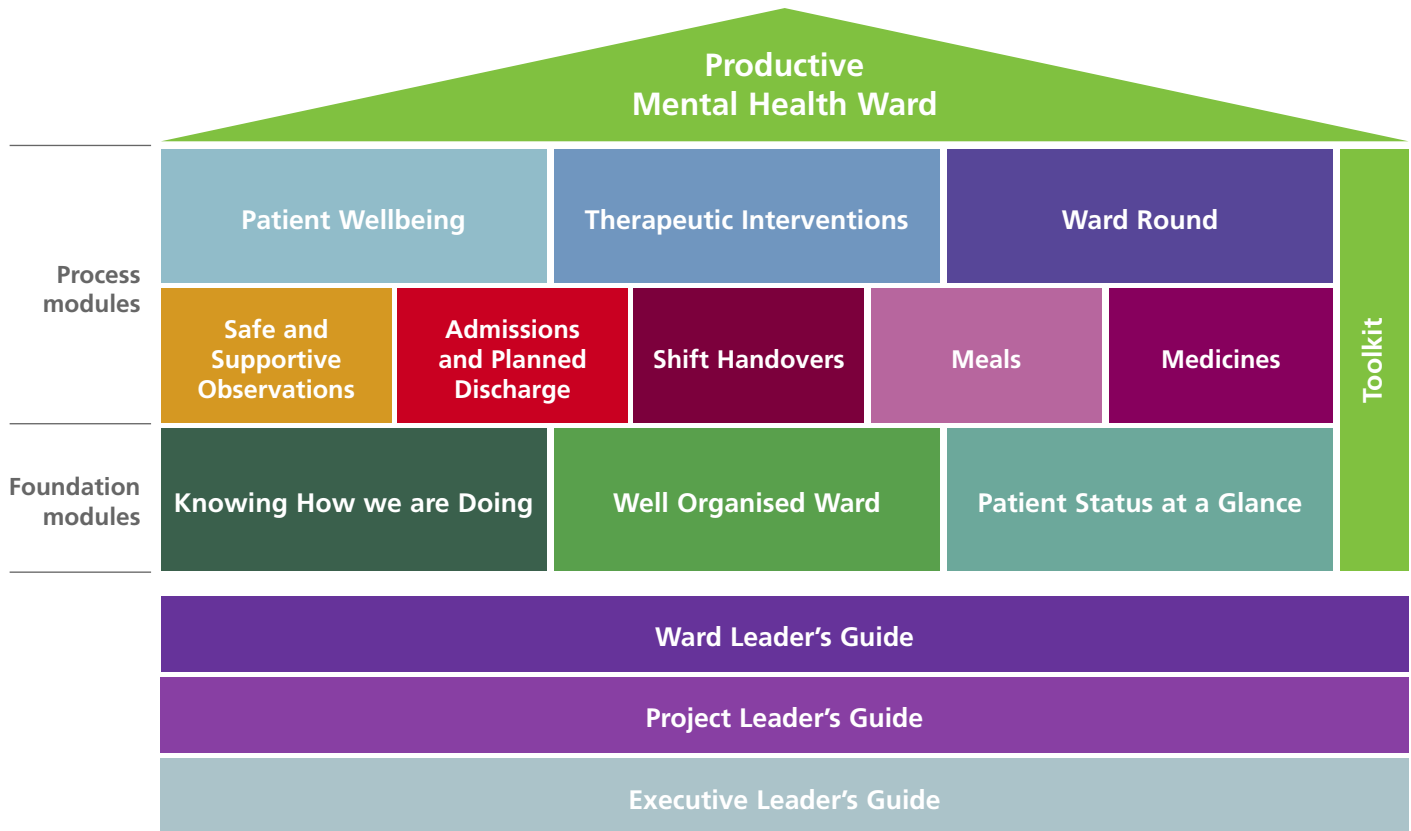 Productive
Mental Health Ward
Process
modules
Patient Wellbeing
Therapeutic Interventions
Ward Round
Safe and
Supportive
Observations
Admissions
and Planned
Discharge
Shift Handovers
Meals
Medicines
Toolkit
Foundation
modules
Knowing How we are Doing
Well Organised Ward
Patient Status at a Glance
Ward Leader’s Guide
Project Leader’s Guide
Executive Leader’s Guide